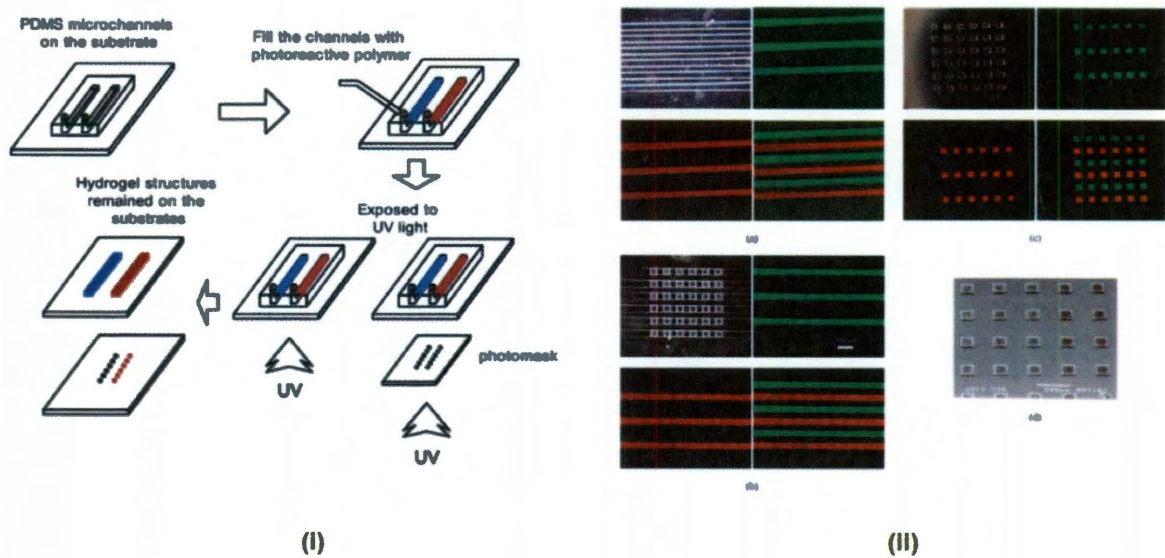 PDMS microchannels
on the substrate
Fill the channels with
photoreactive polymer
Hydrogel structures
remained on the
substrates
Exposed to
UV light
photomask
UV
UV
(I)
(a)
(c)
(b)
(d)
(II)